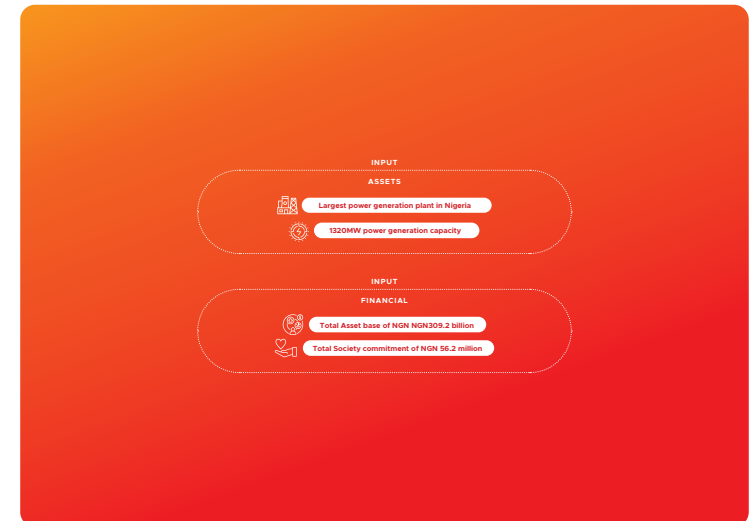 INPUT
ASSETS
Largest power generation plant in Nigeria
1320MW power generation capacity
INPUT
FINANCIAL
Total Asset base of NGN NGN309.2 billion
Total Society commitment of NGN 56.2 million